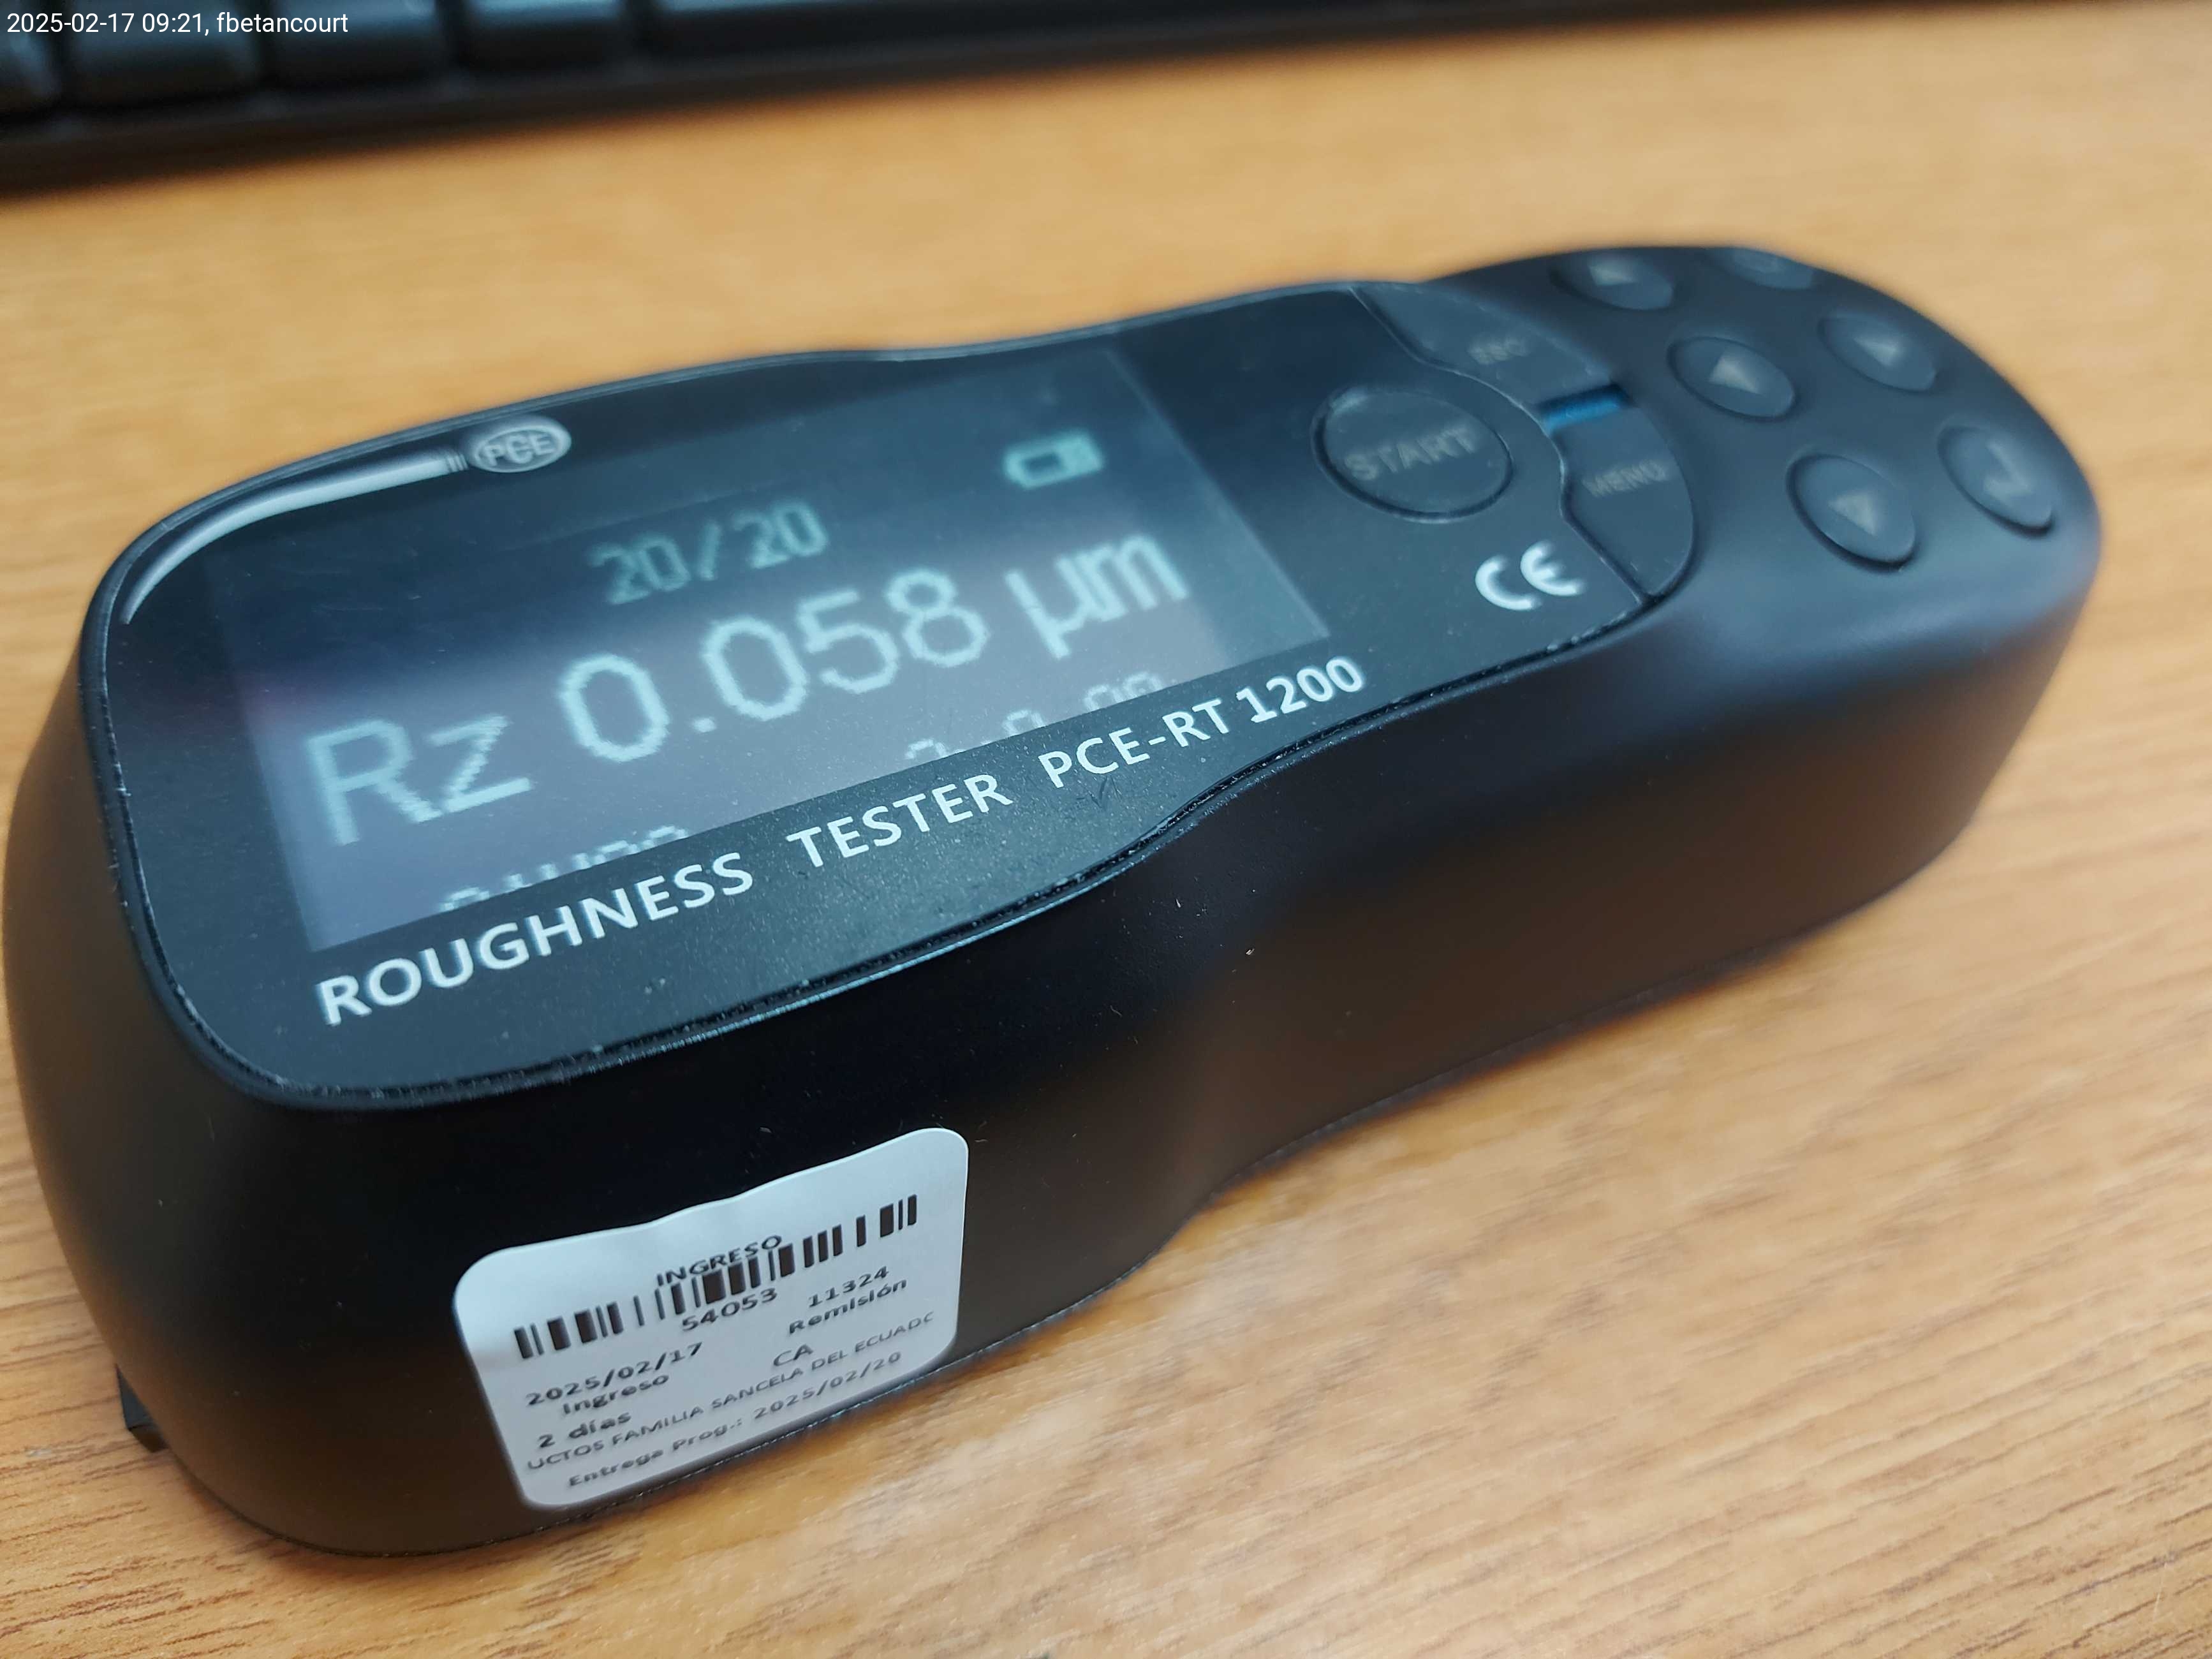 2025-02-17 09:21, fbetancourt
PCE
20/20
Rz 0.058 µm
START
ESC
MENU
CE
ROUGHNESS TESTER PCE-RT 1200
INGRESO
54053 11324
2025/02/17 Remisión
Ingreso CA
2 días
UCTOS FAMILIA SANCELA DEL ECUADC
Entrega Prog.: 2025/02/20